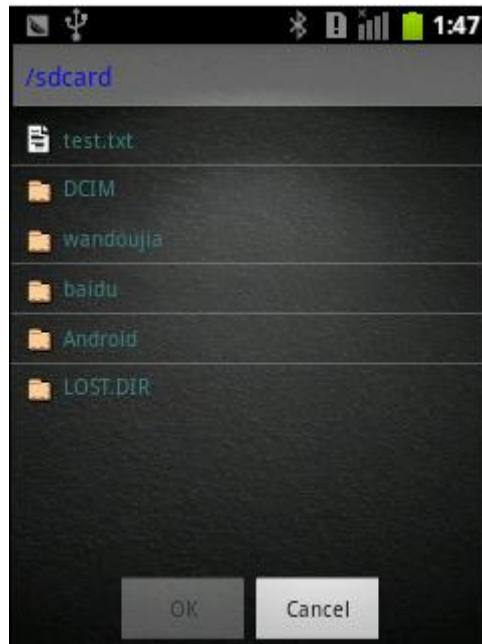 1:47
/sdcard
test.txt
DCIM
wandoujia
baidu
Android
LOST.DIR
OK Cancel